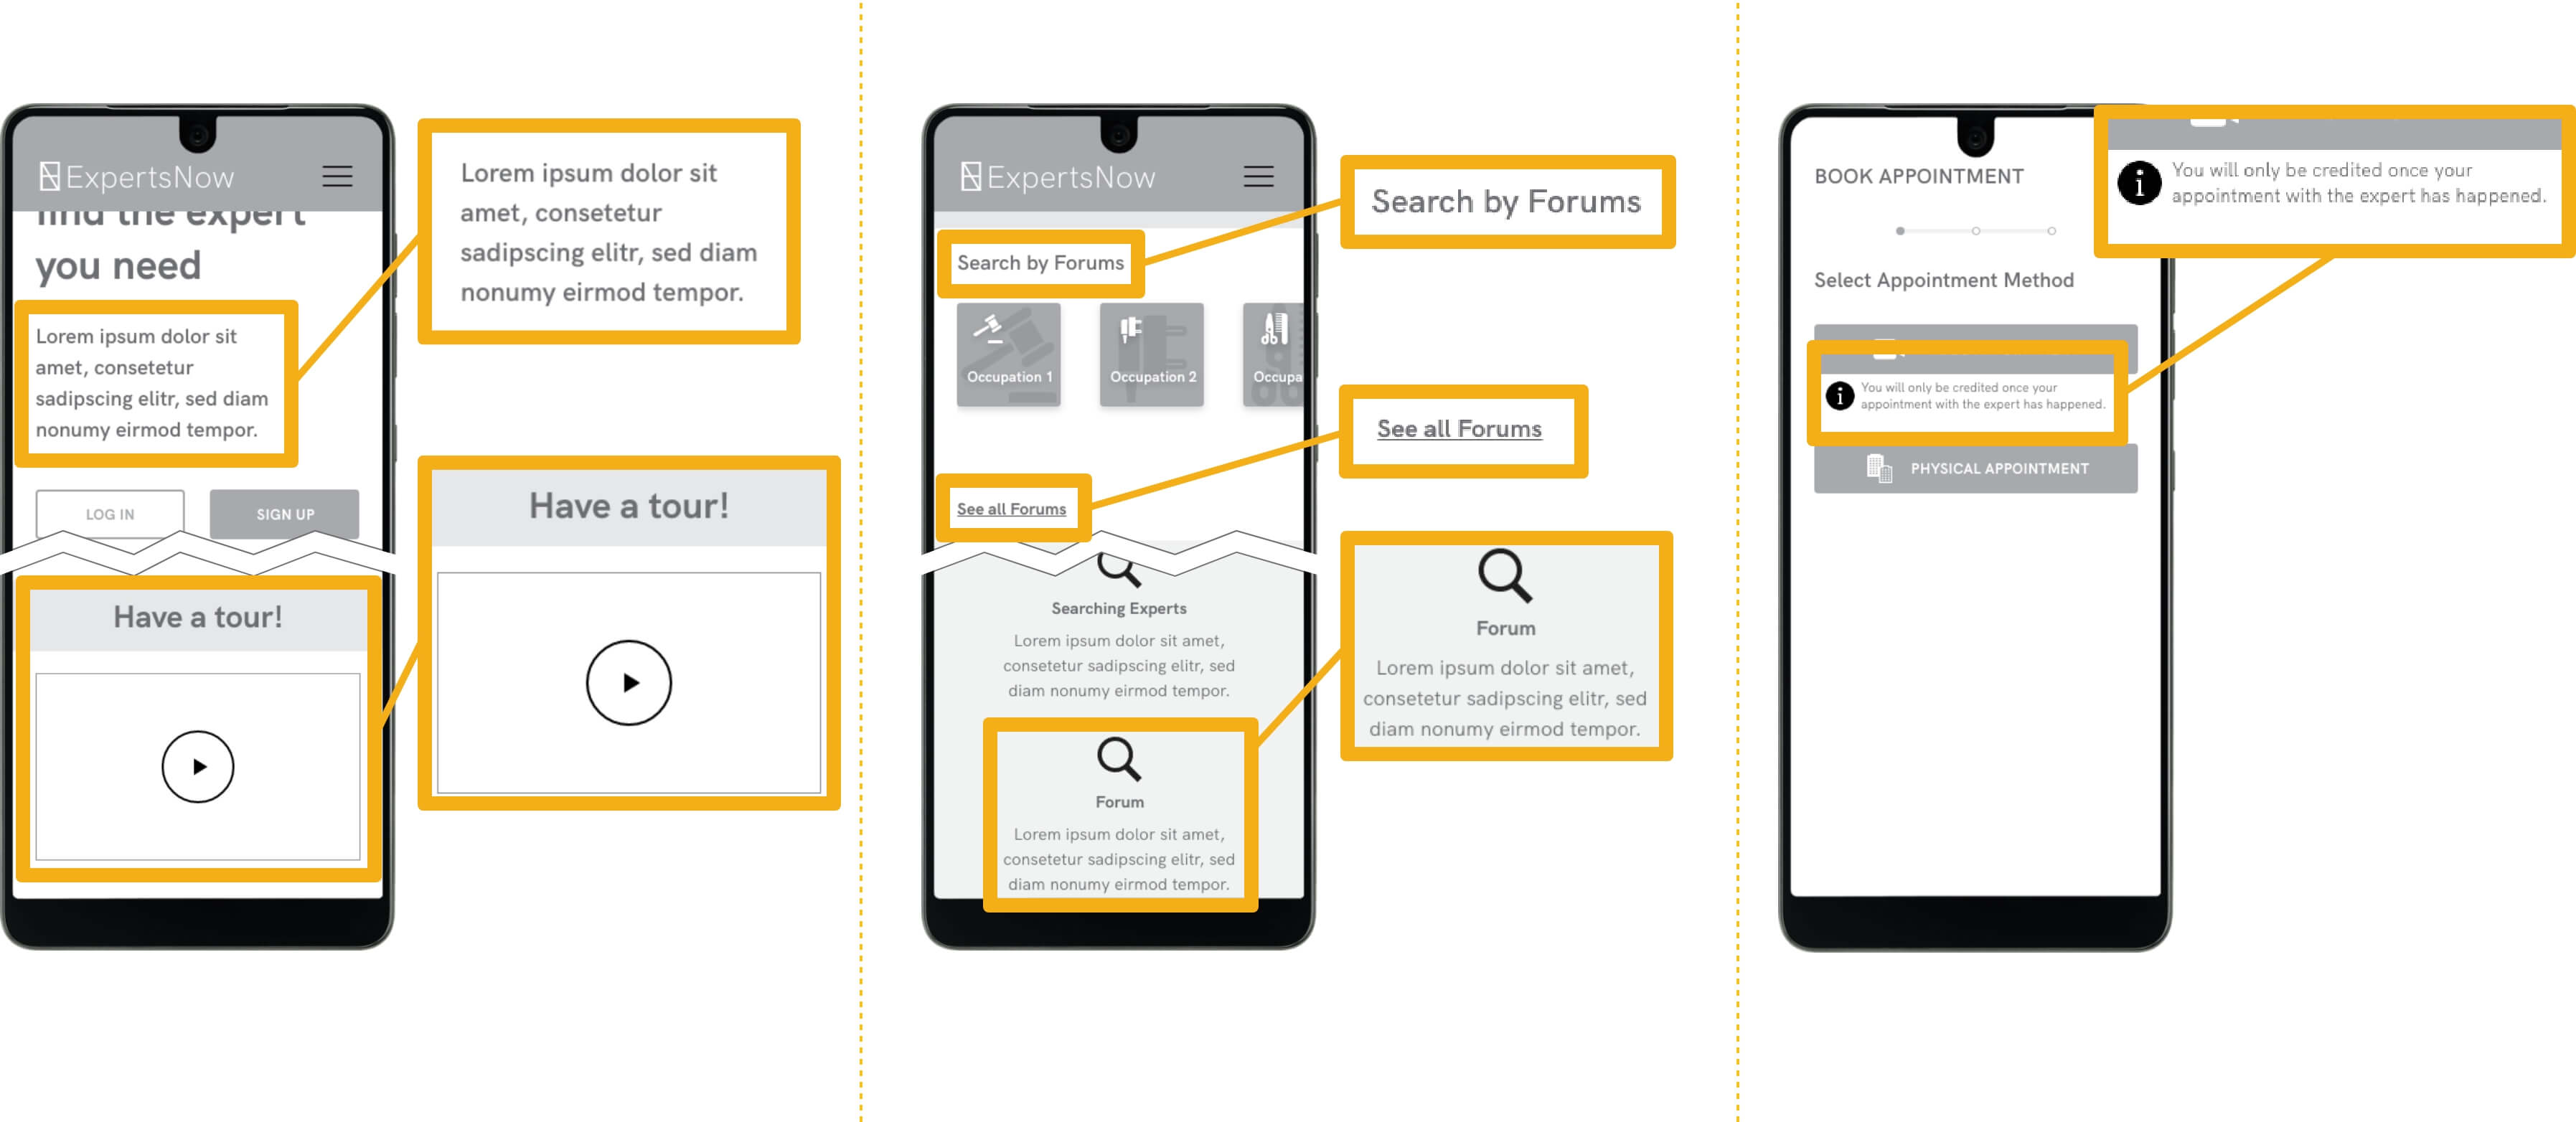 ExpertsNow
find the expert
you need
Lorem ipsum dolor sit
amet, consetetur
sadipscing elitr, sed diam
nonumy eirmod tempor.
LOG IN
SIGN UP
Have a tour!
Lorem ipsum dolor sit
amet, consetetur
sadipscing elitr, sed diam
nonumy eirmod tempor.
Have a tour!
ExpertsNow
Search by Forums
Occupation 1
Occupation 2
Occupa
See all Forums
Searching Experts
Lorem ipsum dolor sit amet,
consetetur sadipscing elitr, sed
diam nonumy eirmod tempor.
Forum
Lorem ipsum dolor sit amet,
consetetur sadipscing elitr, sed
diam nonumy eirmod tempor.
Search by Forums
See all Forums
Forum
Lorem ipsum dolor sit amet,
consetetur sadipscing elitr, sed
diam nonumy eirmod tempor.
BOOK APPOINTMENT
Select Appointment Method
You will only be credited once your
appointment with the expert has happened.
PHYSICAL APPOINTMENT
You will only be credited once your
appointment with the expert has happened.